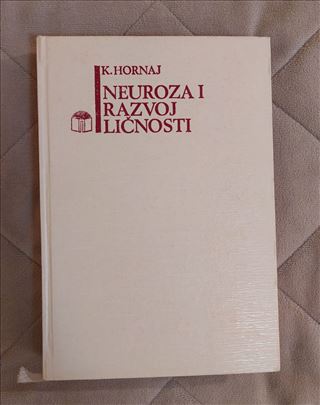 K. HORNAJ
NEUROZA I
RAZVOJ
LIČNOSTI